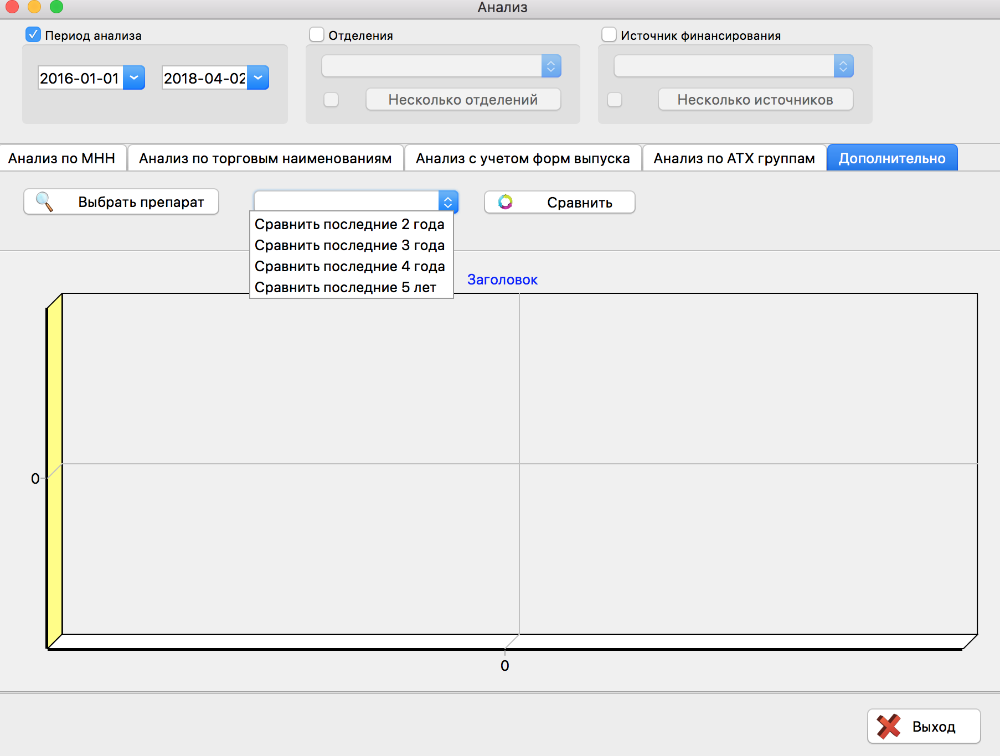 Анализ
Период анализа
Отделения
Источник финансирования
2016-01-01
2018-04-02
Несколько отделений
Несколько источников
Анализ по МНН
Анализ по торговым наименованиям
Анализ с учетом форм выпуска
Анализ по АТХ группам
Дополнительно
Выбрать препарат
Сравнить
Сравнить последние 2 года
Сравнить последние 3 года
Сравнить последние 4 года
Сравнить последние 5 лет
Заголовок
0
0
Выход